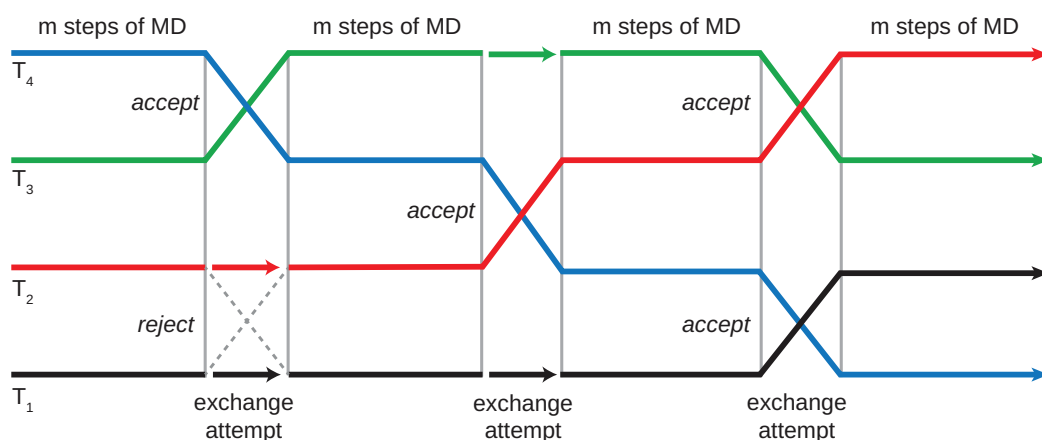 m steps of MD
m steps of MD
m steps of MD
m steps of MD
T4
accept
accept
T3
accept
T2
reject
accept
T1
exchange
attempt
exchange
attempt
exchange
attempt